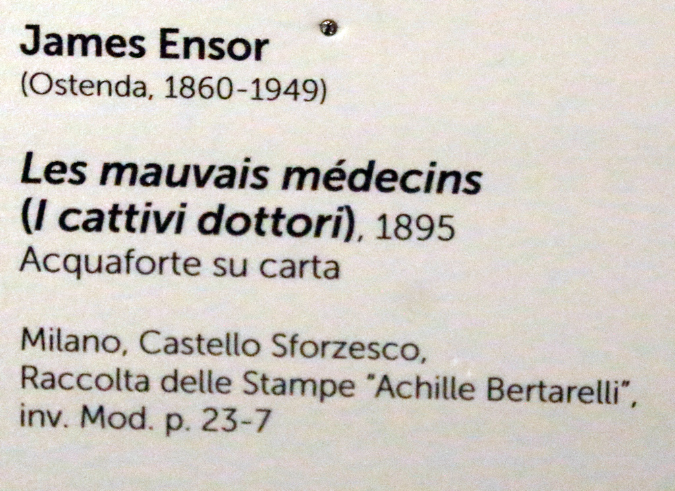 James Ensor
(Ostenda, 1860-1949)
Les mauvais médecins
(I cattivi dottori), 1895
Acquaforte su carta
Milano, Castello Sforzesco,
Raccolta delle Stampe "Achille Bertarelli",
inv. Mod. p. 23-7